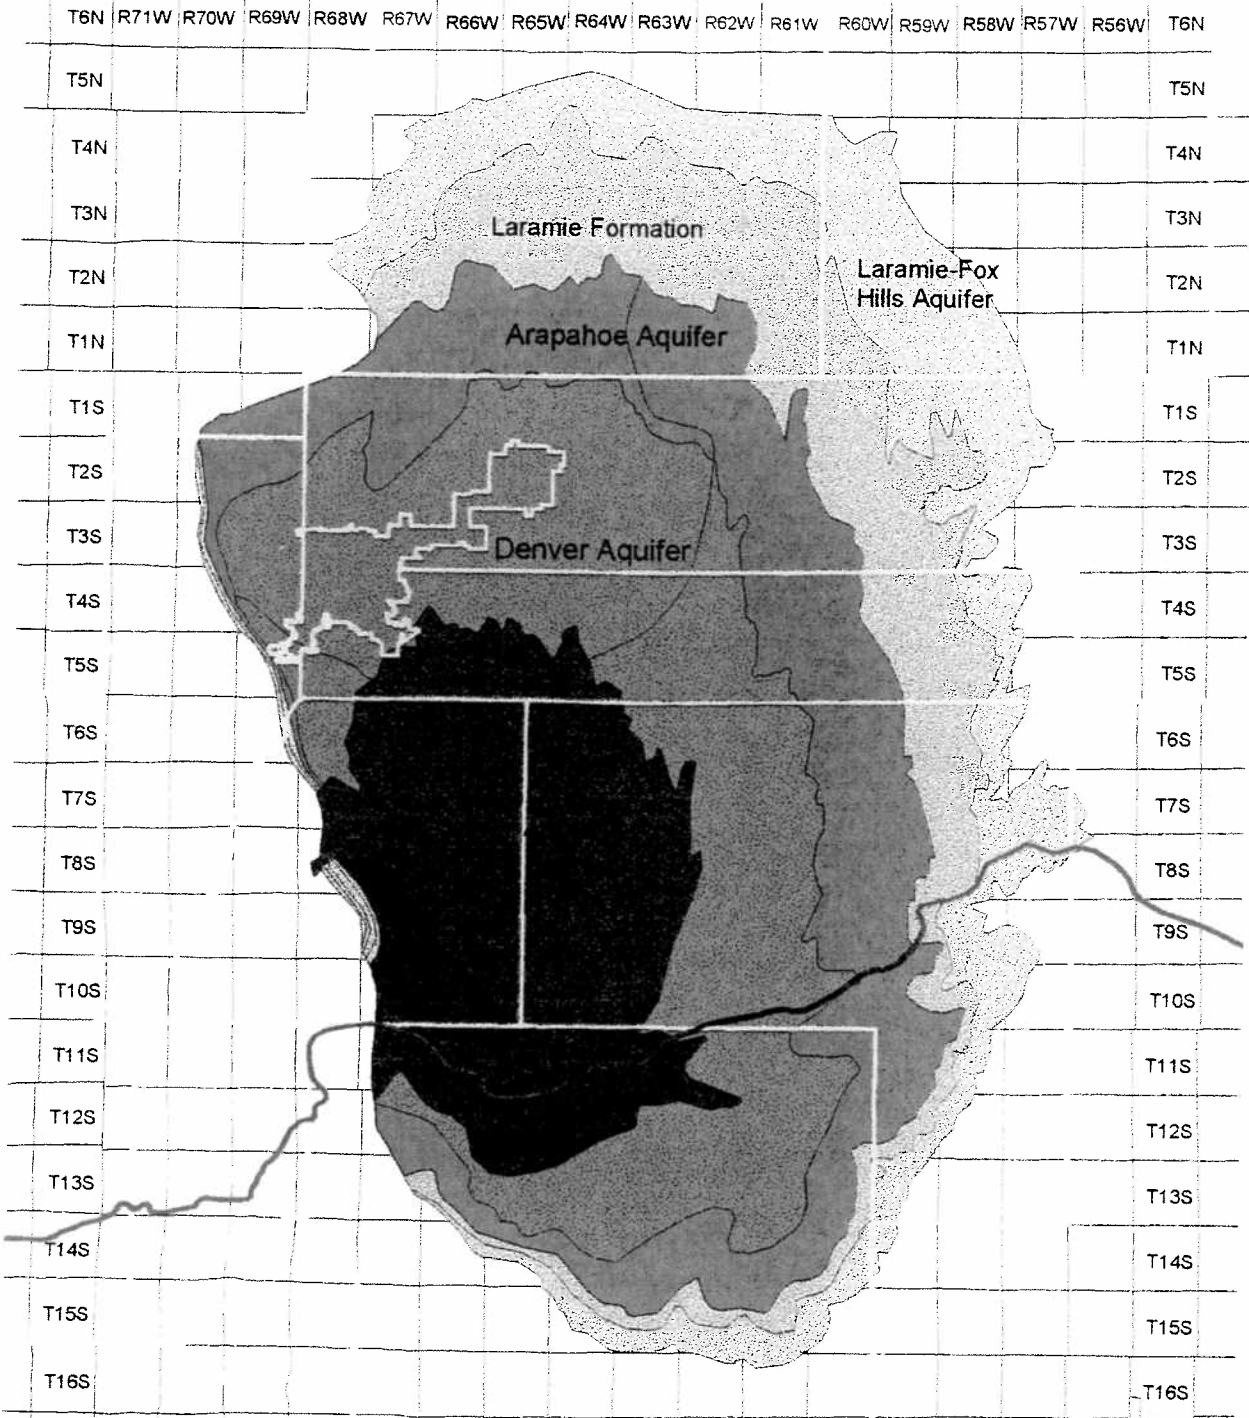 T6N R71W R70W R69W R68W R67W R66W R65W R64W R63W R62W R61W R60W R59W R58W R57W R56W T6N
T5N T5N
T4N T4N
T3N T3N
Laramie Formation
T2N T2N
Laramie-Fox
Hills Aquifer
T1N T1N
Arapahoe Aquifer
T1S T1S
T2S T2S
T3S T3S
Denver Aquifer
T4S T4S
T5S T5S
T6S T6S
T7S T7S
T8S T8S
T9S T9S
T10S T10S
T11S T11S
T12S T12S
T13S T13S
T14S T14S
T15S T15S
T16S T16S